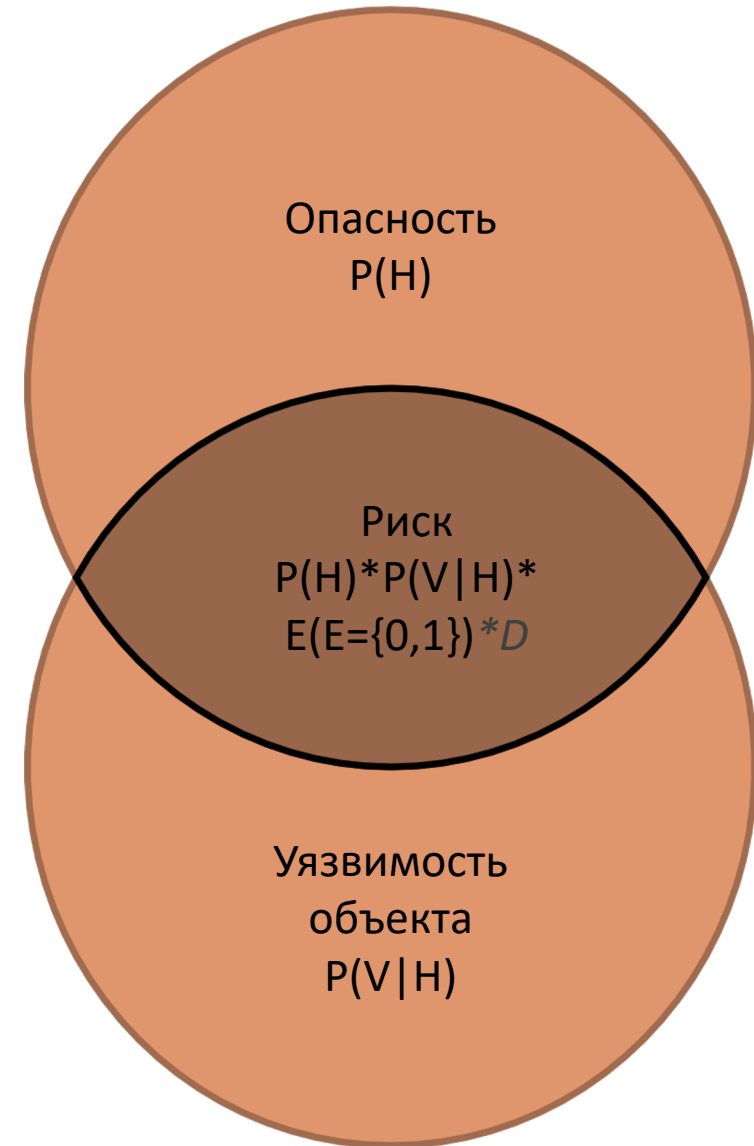 Опасность
P(H)
Риск
P(H)*P(V|H)*
E(E={0,1})*D
Уязвимость
объекта
P(V|H)